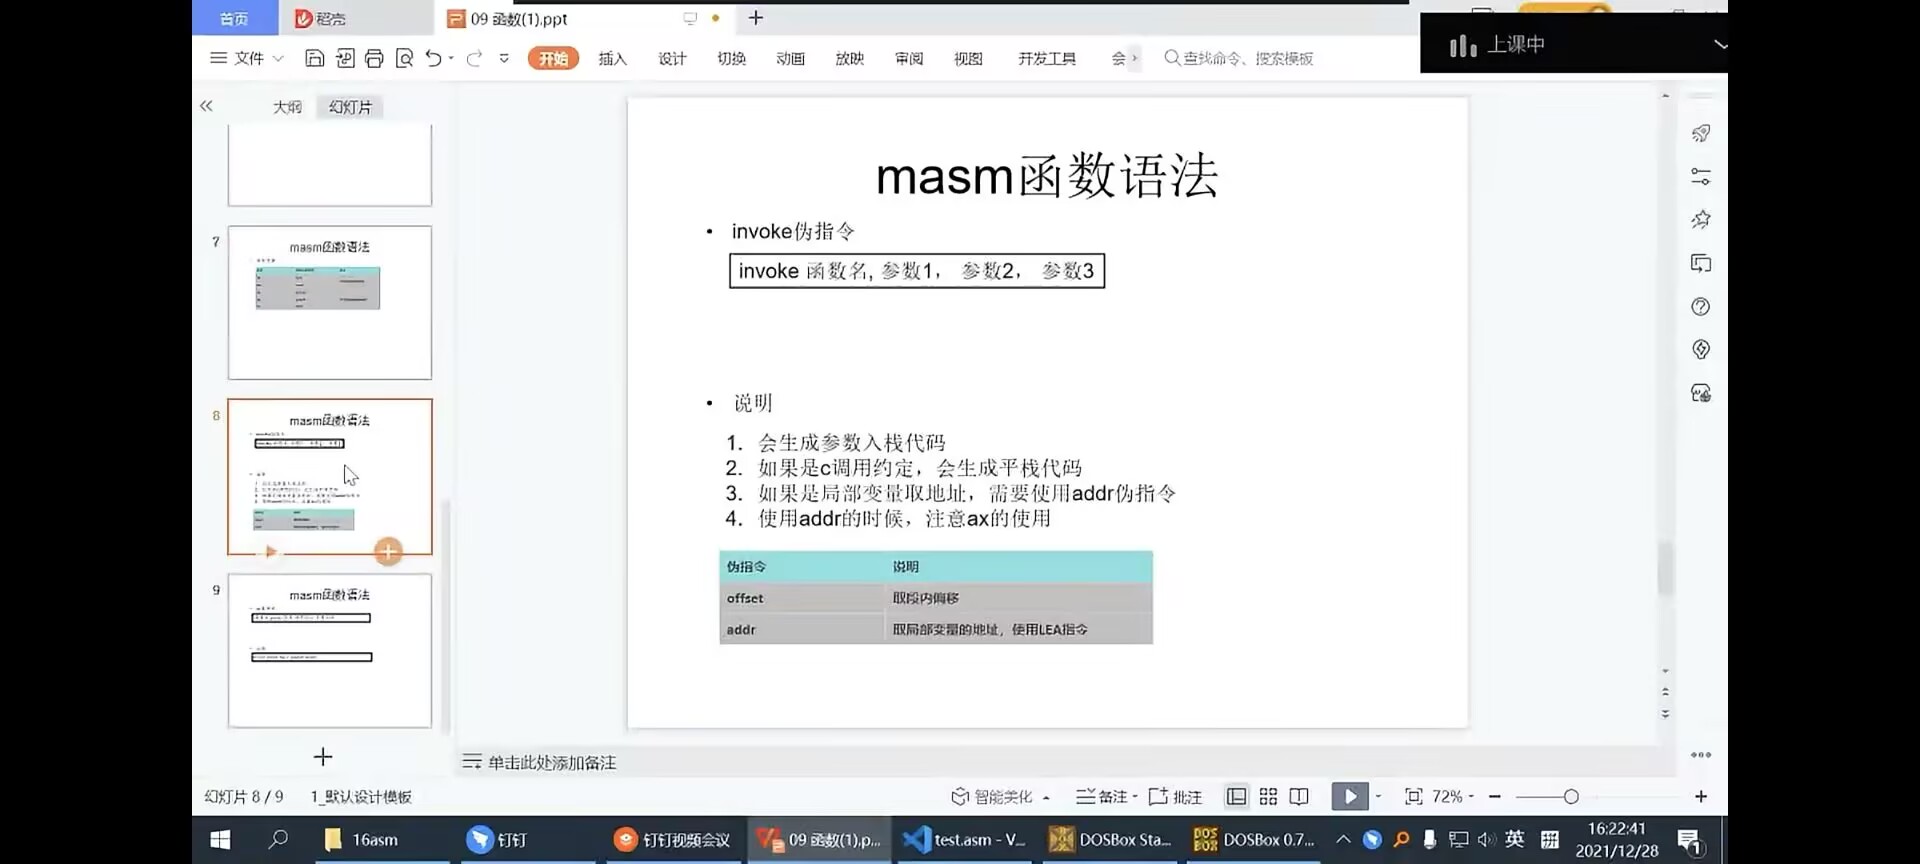 首页
稻壳
09 函数(1).ppt
上课中
文件
开始
插入
设计
切换
动画
放映
审阅
视图
开发工具
会
查找命令、搜索模板
大纲
幻灯片
7
masm函数语法
8
masm函数语法
9
masm函数语法
masm函数语法
• invoke伪指令
invoke 函数名, 参数1， 参数2， 参数3
• 说明
1. 会生成参数入栈代码
2. 如果是c调用约定，会生成平栈代码
3. 如果是局部变量取地址，需要使用addr伪指令
4. 使用addr的时候，注意ax的使用
伪指令 说明
offset 取段内偏移
addr 取局部变量的地址，使用LEA指令
单击此处添加备注
幻灯片 8 / 9
1_默认设计模板
智能美化
备注
批注
72%
16asm
钉钉
钉钉视频会议
09 函数(1).p...
test.asm - V...
DOSBox Sta...
DOSBox 0.7...
英
16:22:41
2021/12/28
1